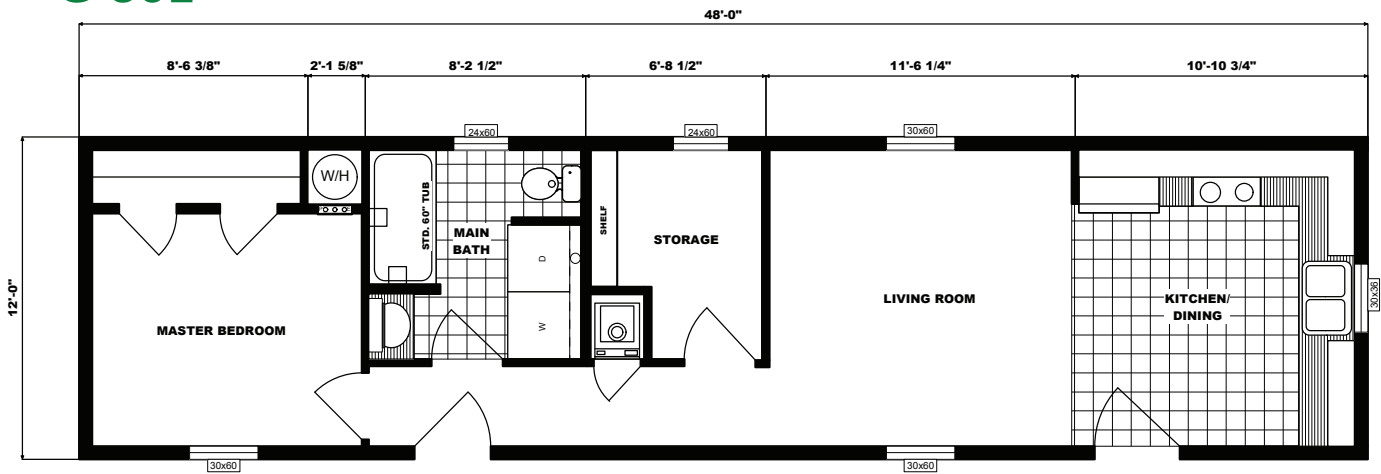 48'-0"
8'-6 3/8" 2'-1 5/8" 8'-2 1/2" 6'-8 1/2" 11'-6 1/4" 10'-10 3/4"
24x60 24x60 30x60
W/H
STD. 60" TUB
MAIN
BATH
D
W
SHELF
STORAGE
12'-0"
MASTER BEDROOM
LIVING ROOM
KITCHEN/
DINING
30x36
30x60 30x60